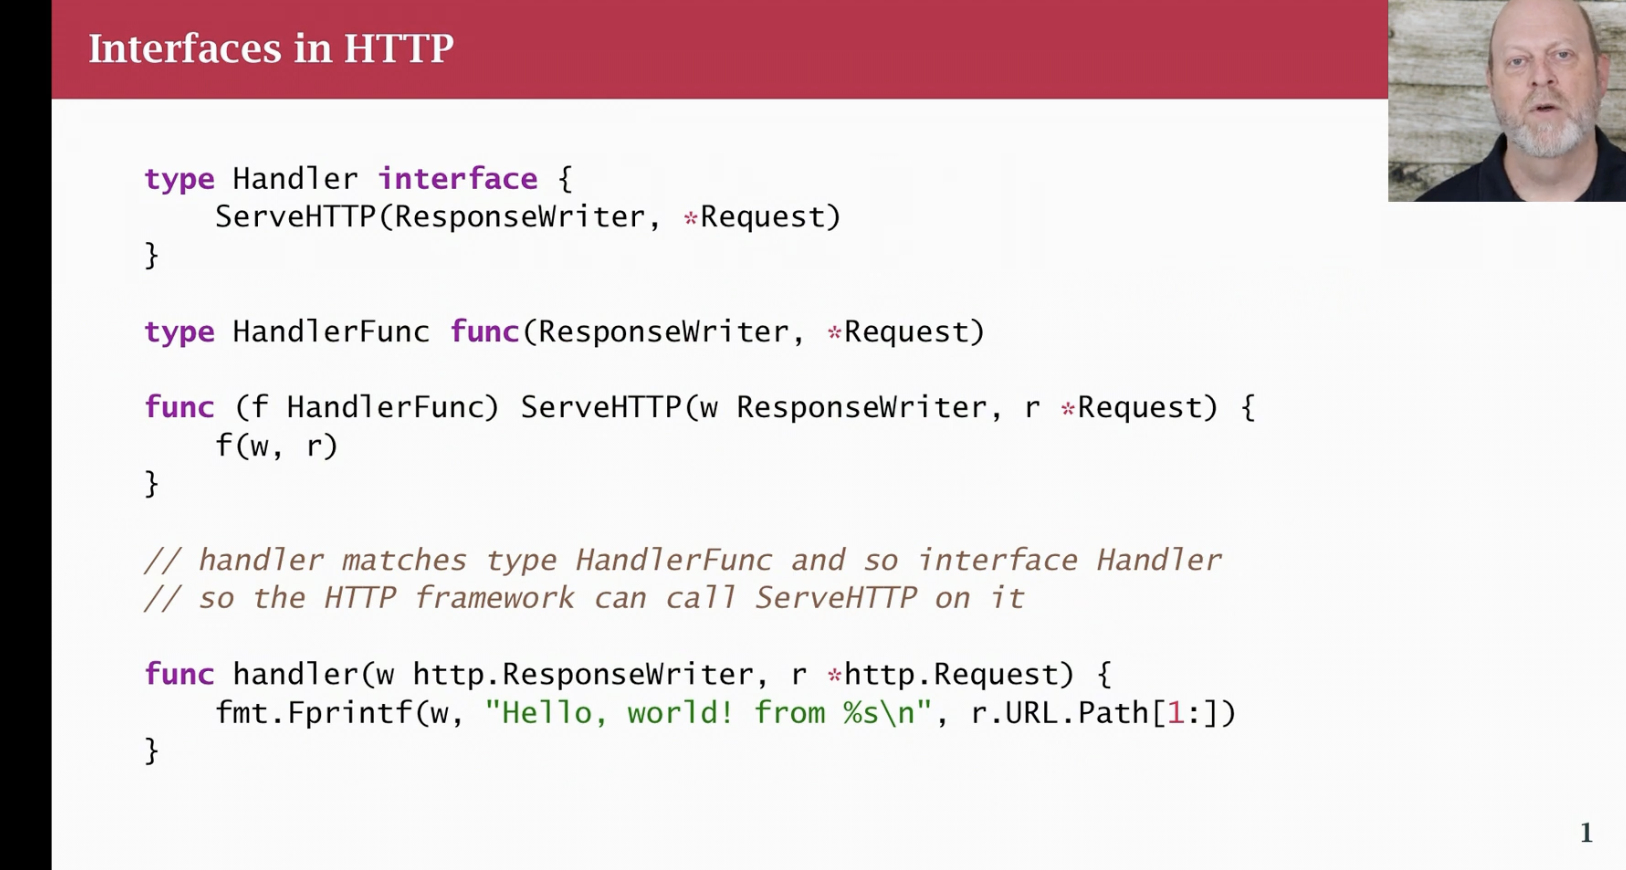 Interfaces in HTTP
type Handler interface {
    ServeHTTP(ResponseWriter, *Request)
}
type HandlerFunc func(ResponseWriter, *Request)
func (f HandlerFunc) ServeHTTP(w ResponseWriter, r *Request) {
    f(w, r)
}
// handler matches type HandlerFunc and so interface Handler
// so the HTTP framework can call ServeHTTP on it
func handler(w http.ResponseWriter, r *http.Request) {
    fmt.Fprintf(w, "Hello, world! from %s\n", r.URL.Path[1:])
}
1